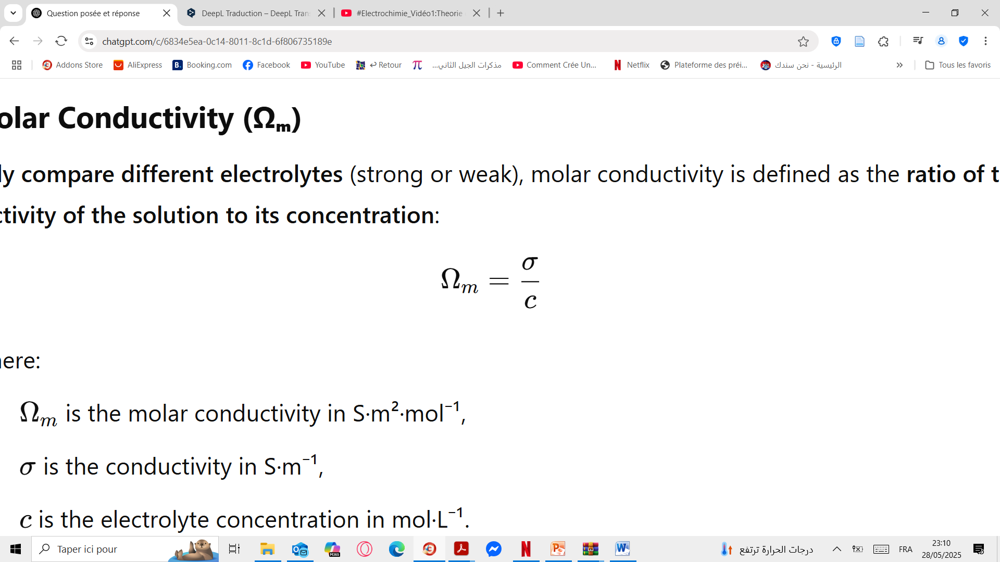 Question posée et réponse
DeepL Traduction – DeepL Tran
#Electrochimie_Vidéo1:Theorie
chatgpt.com/c/6834e5ea-0c14-8011-8c1d-6f806735189e
Addons Store
AliExpress
B.
Booking.com
Facebook
YouTube
↩ Retour
π
مذكرات الجيل الثاني...
Comment Crée Un...
N
Netflix
Plateforme des préi...
الرئيسية - نحن سندك
»
Tous les favoris
olar Conductivity (Ωₘ)
ly compare different electrolytes (strong or weak), molar conductivity is defined as the ratio of t
ctivity of the solution to its concentration:
Ωₘ = σ/c
ere:
Ωₘ is the molar conductivity in S·m²·mol⁻¹,
σ is the conductivity in S·m⁻¹,
c is the electrolyte concentration in mol·L⁻¹.
Taper ici pour
M365
درجات الحرارة ترتفع
FRA
23:10
28/05/2025